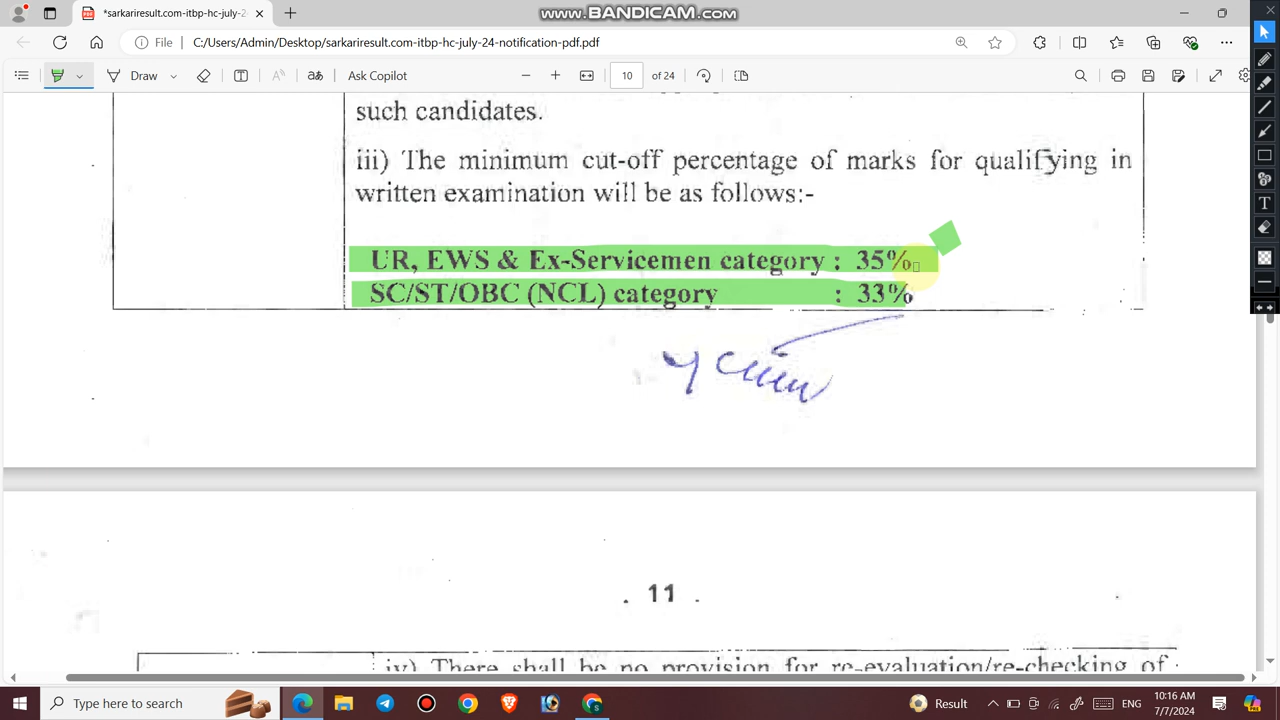 www.BANDICAM.com
*sarkariresult.com-itbp-hc-july-24-
File
C:/Users/Admin/Desktop/sarkariresult.com-itbp-hc-july-24-notification-pdf.pdf
Draw
Ask Copilot
10 of 24
such candidates.
iii) The minimum cut-off percentage of marks for qualifying in
written examination will be as follows:-
UR, EWS & Ex-Servicemen category : 35%
SC/ST/OBC (NCL) category : 33%
. 11 .
iv) There shall be no provision for re-evaluation/re-checking of
Type here to search
Result
ENG
10:16 AM
7/7/2024